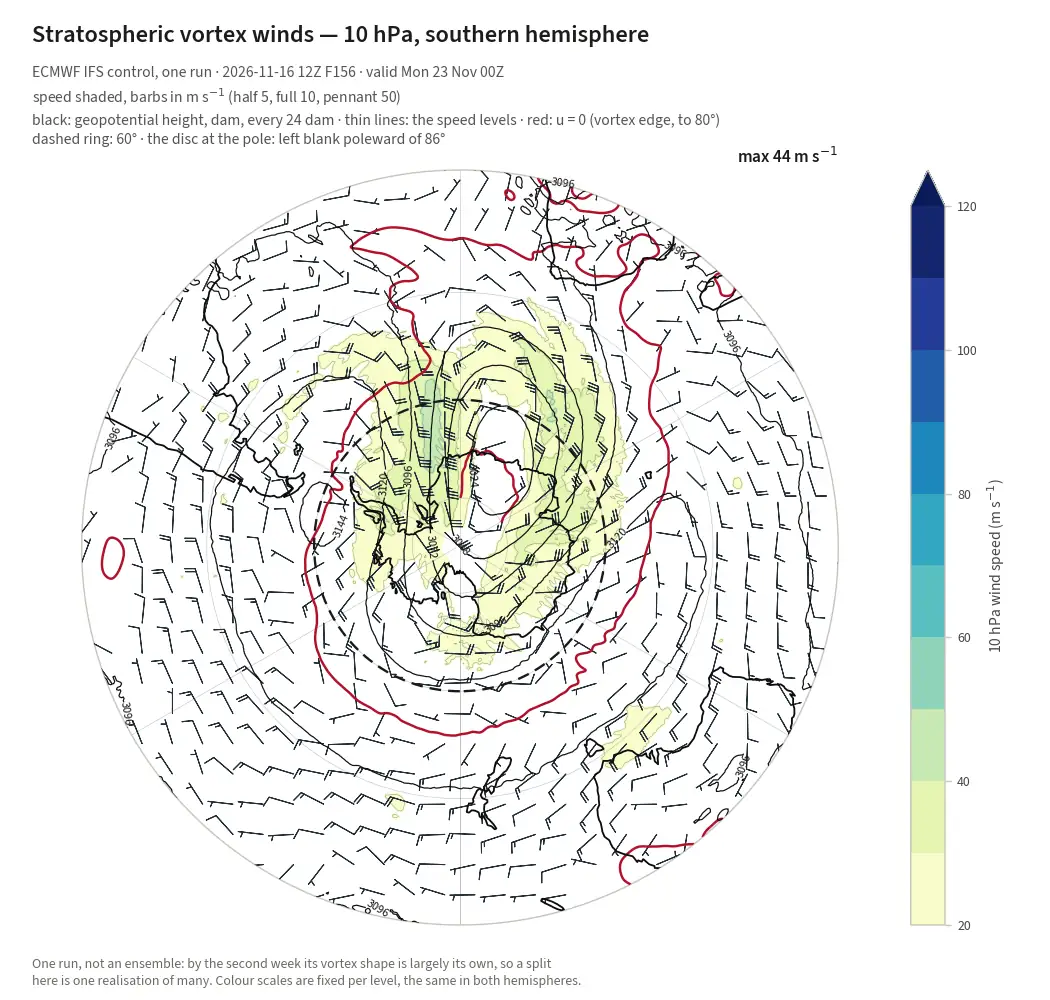 Stratospheric vortex winds — 10 hPa, southern hemisphere
ECMWF IFS control, one run · 2026-11-16 12Z F156 · valid Mon 23 Nov 00Z
speed shaded, barbs in m s⁻¹ (half 5, full 10, pennant 50)
black: geopotential height, dam, every 24 dam · thin lines: the speed levels · red: u = 0 (vortex edge, to 80°)
dashed ring: 60° · the disc at the pole: left blank poleward of 86°
max 44 m s⁻¹
3096
3096
3096
3096
3120
3096
3144
3120
3096
3096
3096
3096
120
100
80
60
40
20
10 hPa wind speed (m s⁻¹)
One run, not an ensemble: by the second week its vortex shape is largely its own, so a split
here is one realisation of many. Colour scales are fixed per level, the same in both hemispheres.